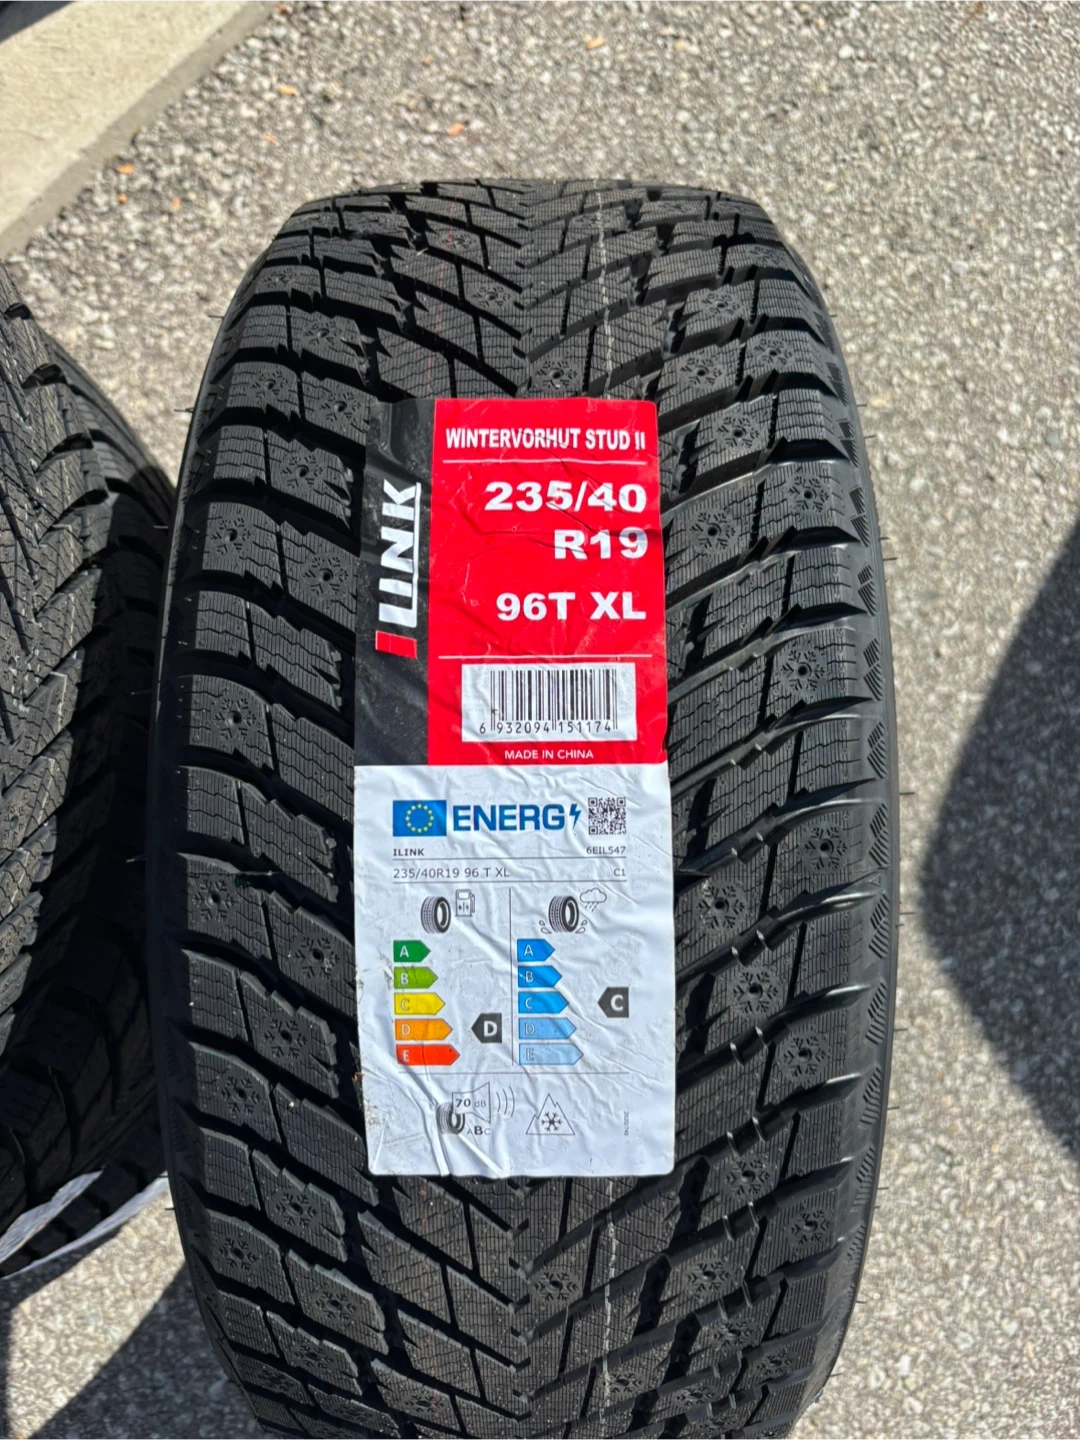 WINTERVORHUT STUD II
235/40
R19
96T XL
ILINK
6 932094 151174
MADE IN CHINA
ENERG
ILINK 6EIL547
235/40R19 96 T XL C1
A A
B B
C C C
D D D
E E
70 dB
ABC